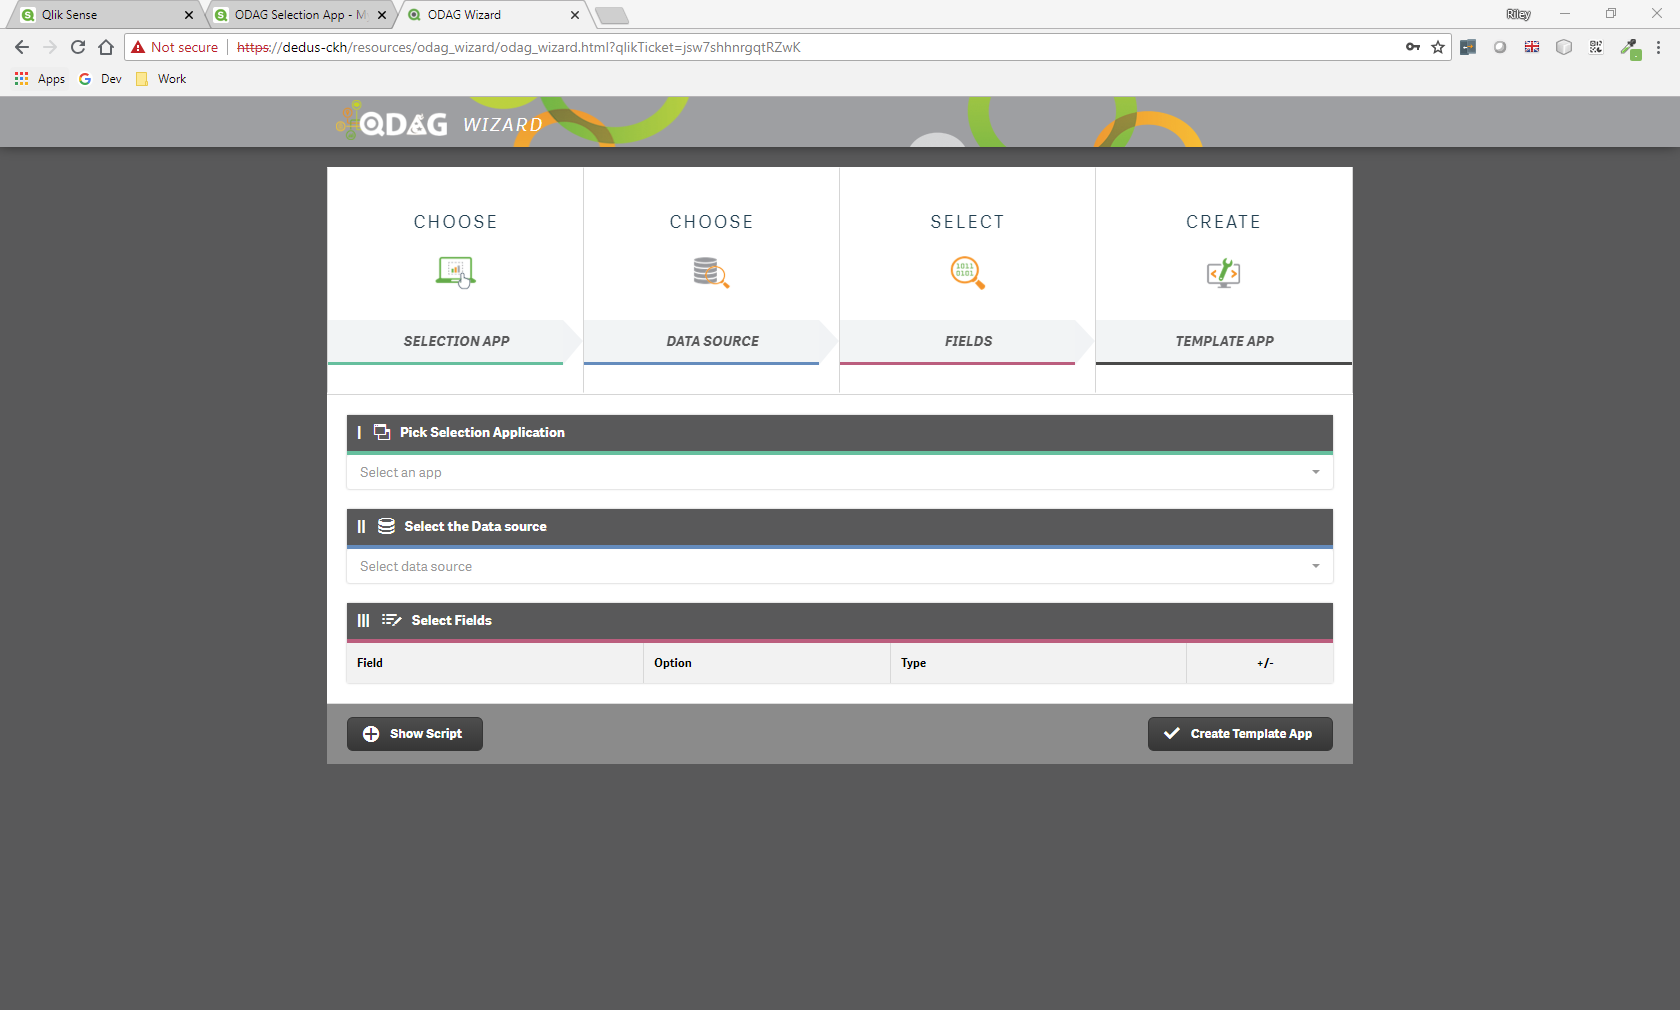 Qlik Sense
ODAG Selection App - M
ODAG Wizard
Riley
Not secure
https://dedus-ckh/resources/odag_wizard/odag_wizard.html?qlikTicket=jsw7shhnrgqtRZwK
Apps Dev Work
QDAG WIZARD
CHOOSE CHOOSE SELECT CREATE
1011
0101
SELECTION APP DATA SOURCE FIELDS TEMPLATE APP
I Pick Selection Application
Select an app
II Select the Data source
Select data source
III Select Fields
Field Option Type +/-
Show Script Create Template App